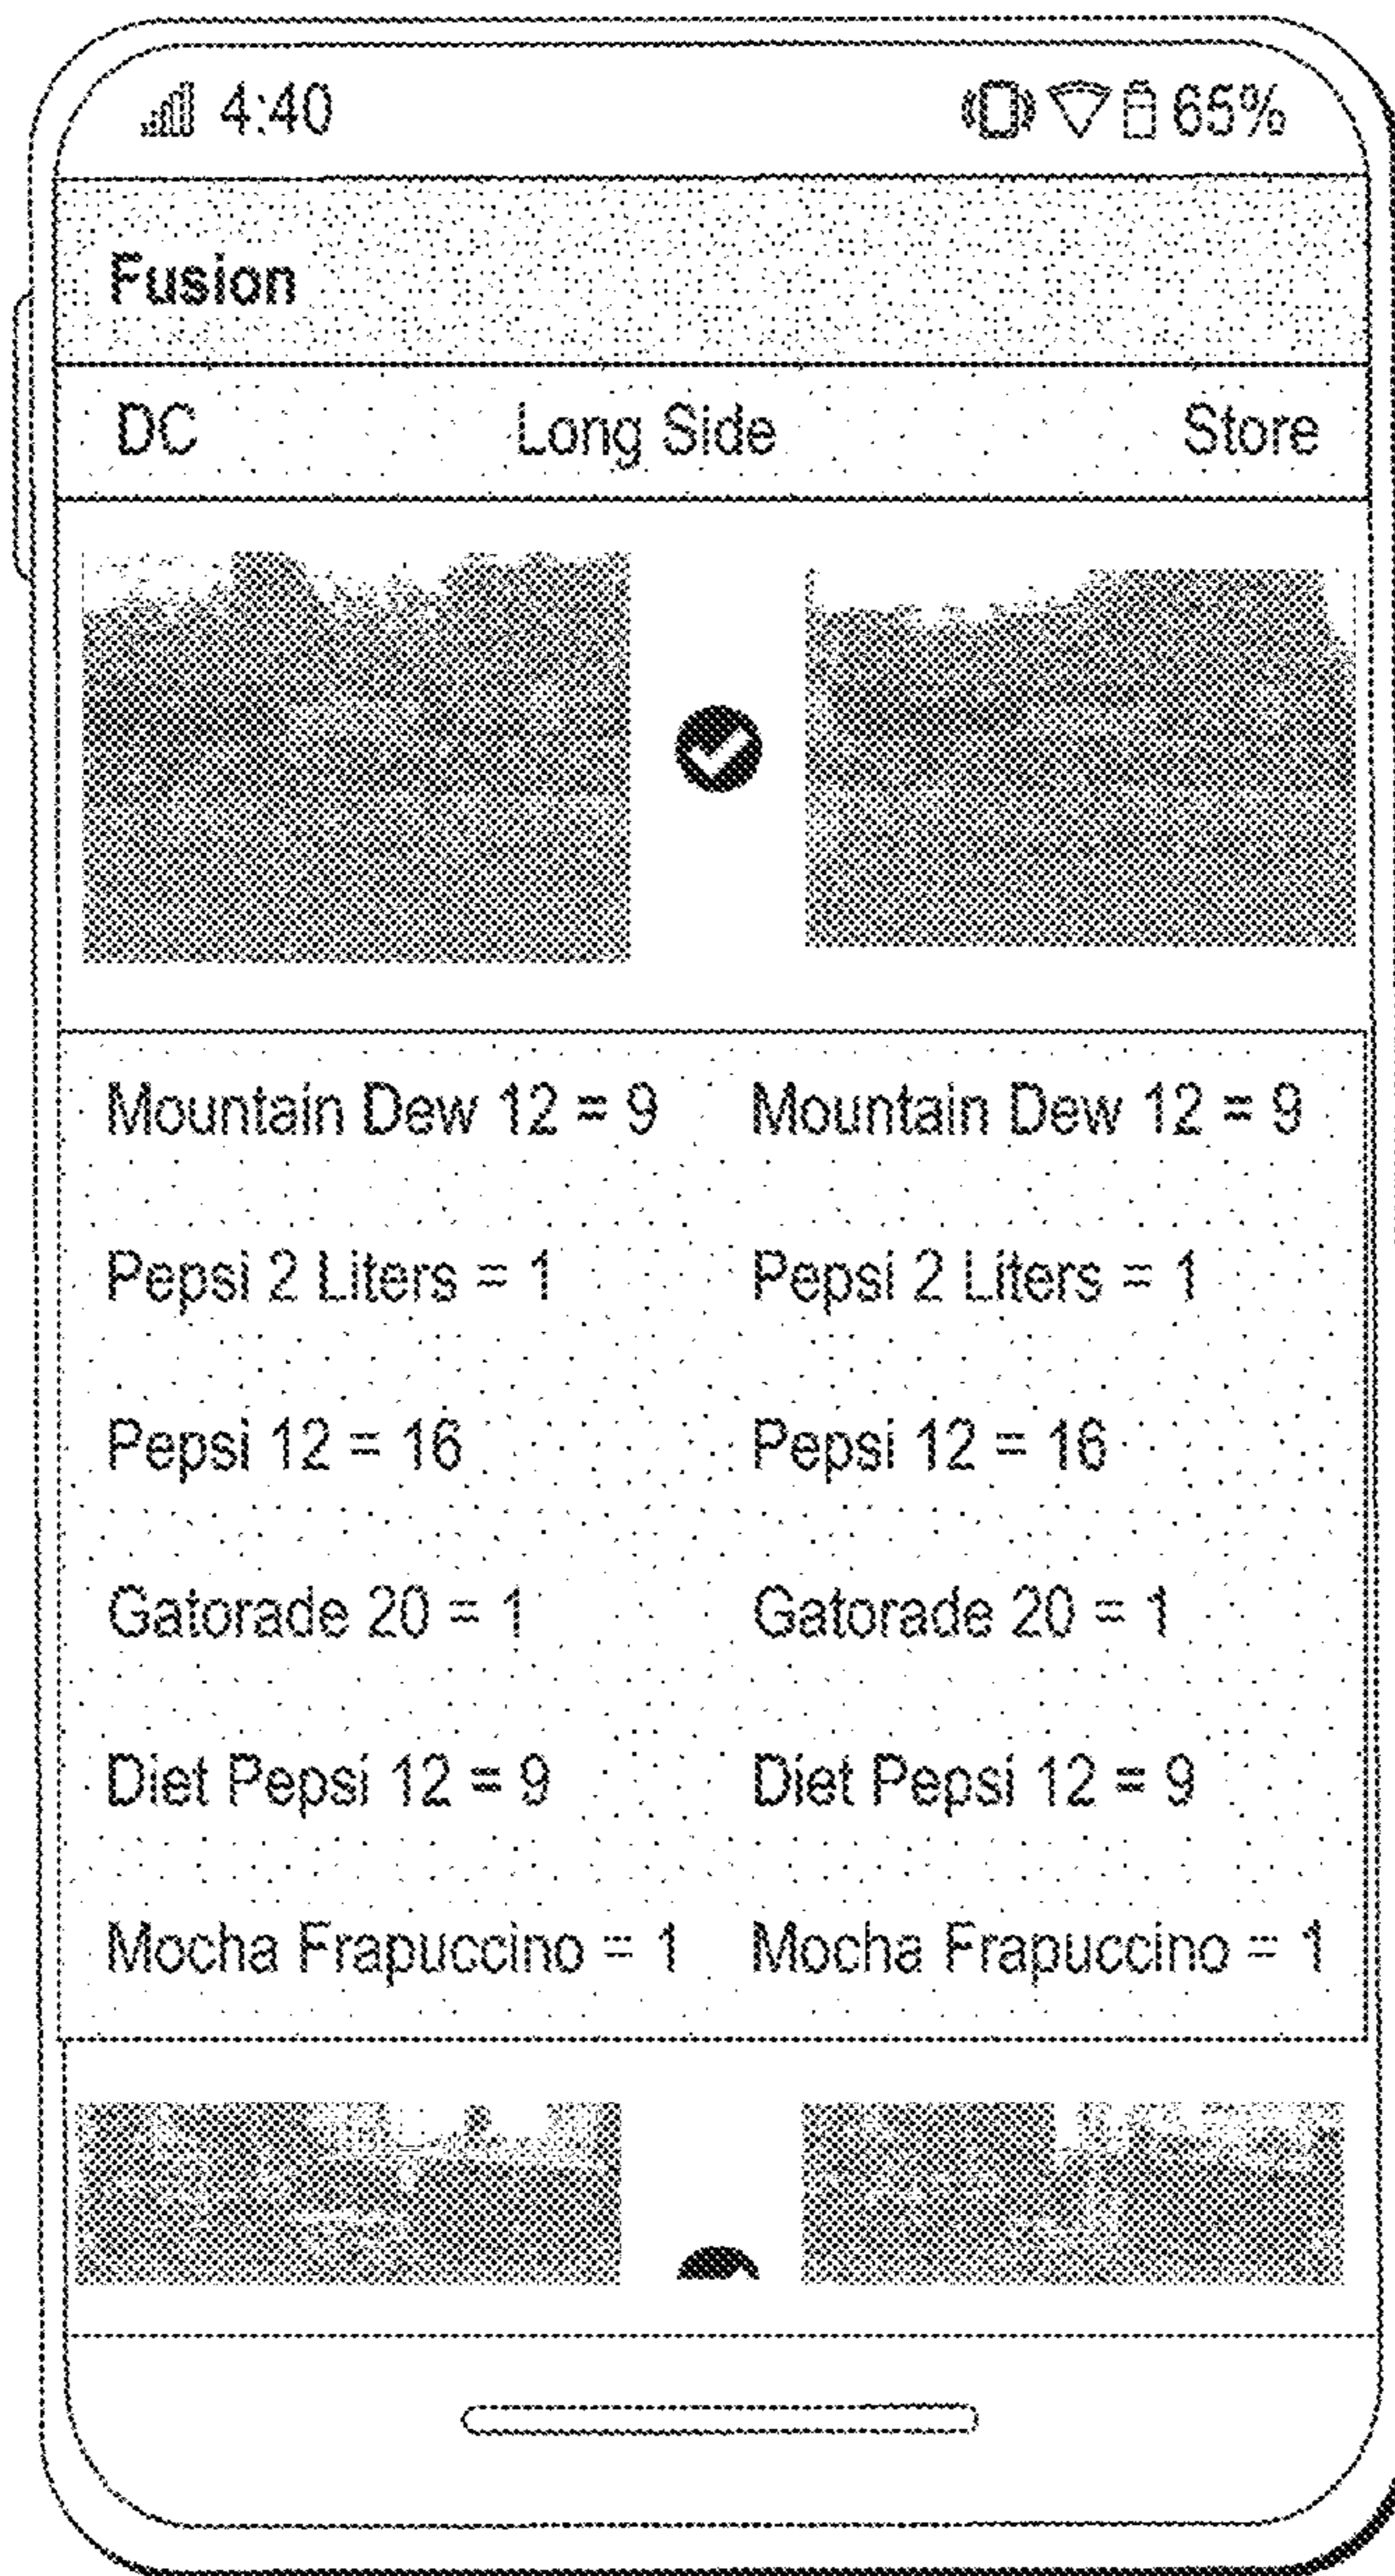 4:40 65%
Fusion
DC Long Side Store
Mountain Dew 12 = 9 Mountain Dew 12 = 9
Pepsi 2 Liters = 1 Pepsi 2 Liters = 1
Pepsi 12 = 16 Pepsi 12 = 16
Gatorade 20 = 1 Gatorade 20 = 1
Diet Pepsi 12 = 9 Diet Pepsi 12 = 9
Mocha Frapuccino = 1 Mocha Frapuccino = 1